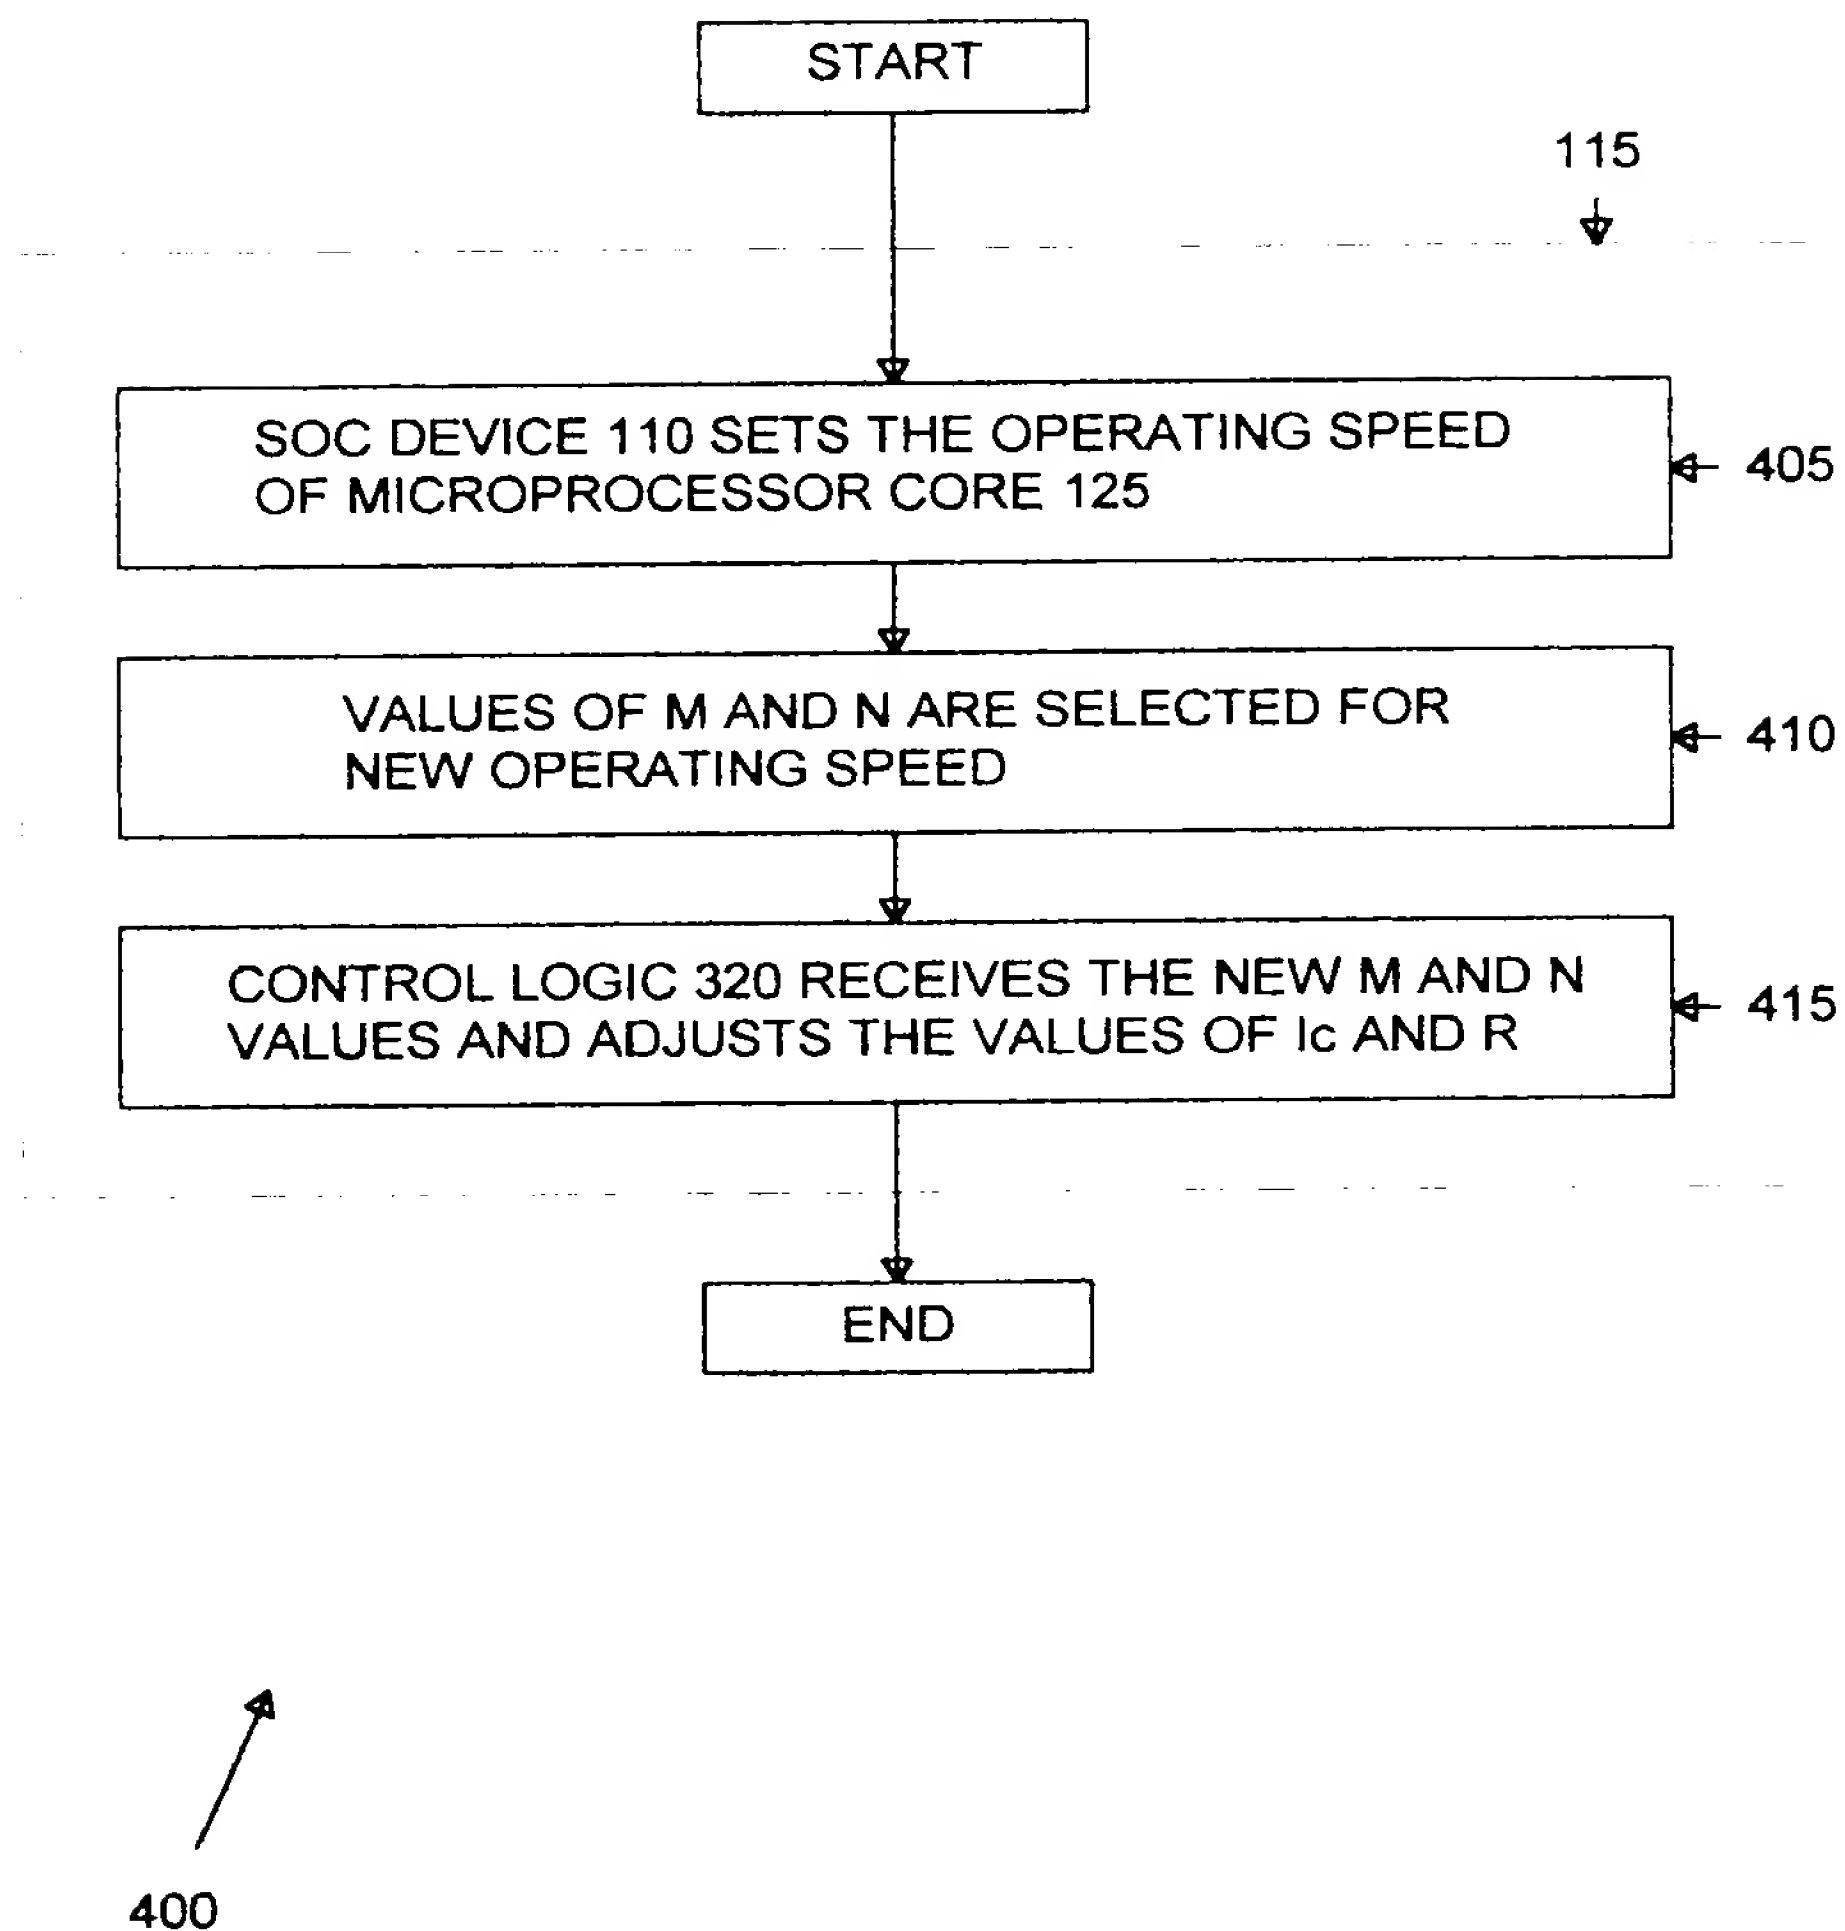 START
115
SOC DEVICE 110 SETS THE OPERATING SPEED
OF MICROPROCESSOR CORE 125
405
VALUES OF M AND N ARE SELECTED FOR
NEW OPERATING SPEED
410
CONTROL LOGIC 320 RECEIVES THE NEW M AND N
VALUES AND ADJUSTS THE VALUES OF Ic AND R
415
END
400